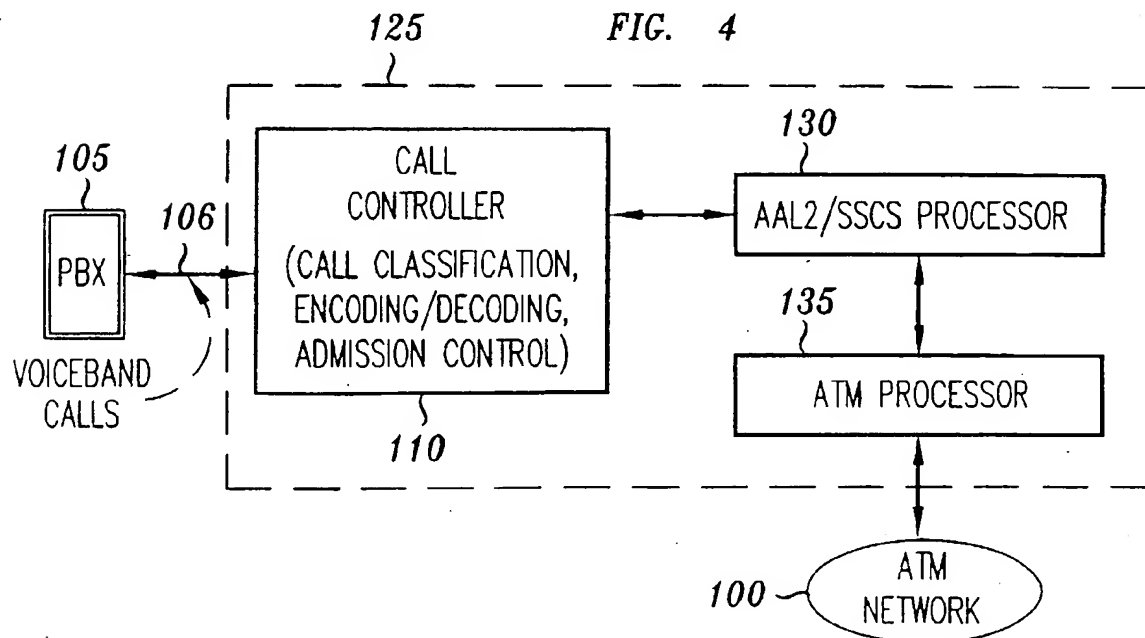 FIG. 4
125
130
105
106
CALL
CONTROLLER
(CALL CLASSIFICATION,
ENCODING/DECODING,
ADMISSION CONTROL)
AAL2/SSCS PROCESSOR
PBX
135
VOICEBAND
CALLS
ATM PROCESSOR
110
100
ATM
NETWORK